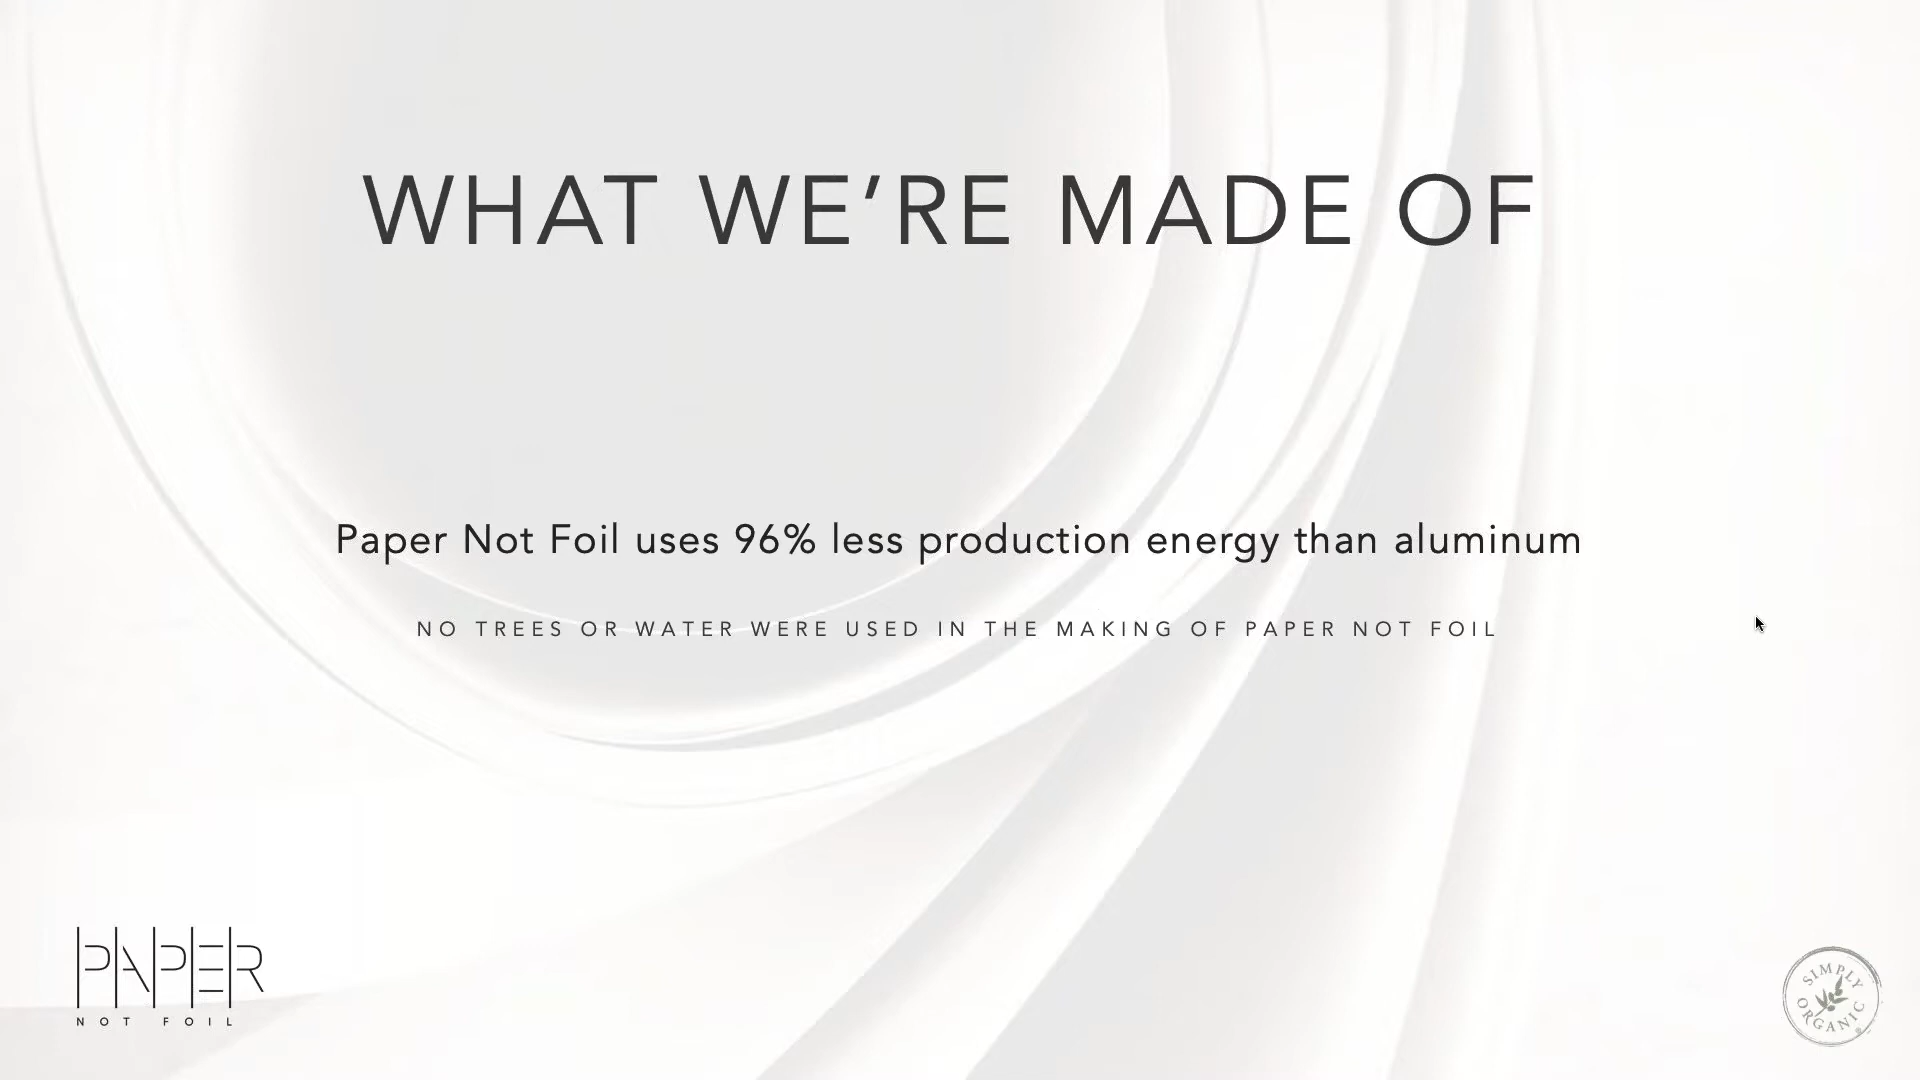 WHAT WE’RE MADE OF
Paper Not Foil uses 96% less production energy than aluminum
NO TREES OR WATER WERE USED IN THE MAKING OF PAPER NOT FOIL
PAPER
NOT FOIL
SIMPLY
ORGANIC